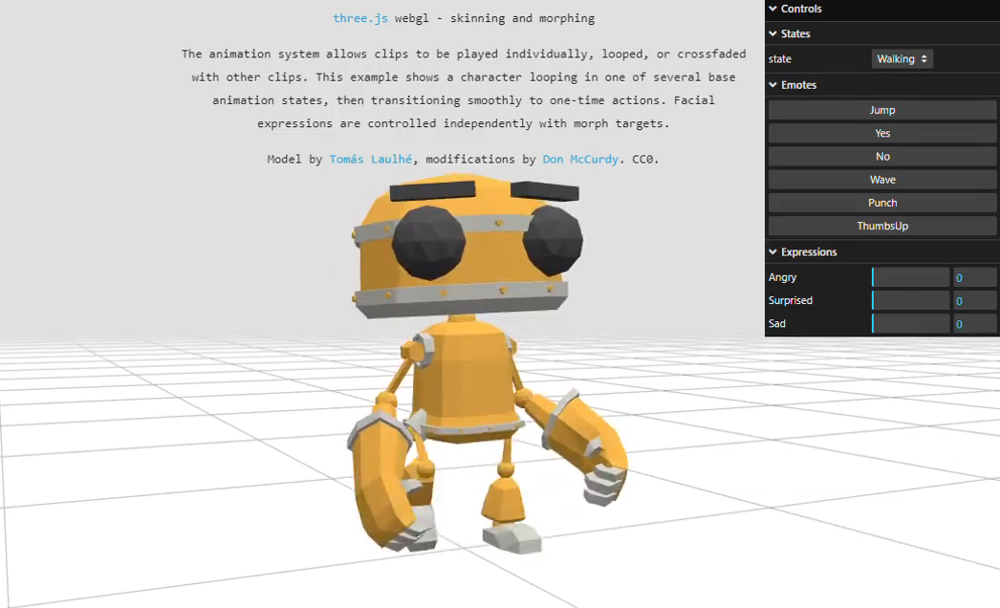 three.js webgl - skinning and morphing
The animation system allows clips to be played individually, looped, or crossfaded
with other clips. This example shows a character looping in one of several base
animation states, then transitioning smoothly to one-time actions. Facial
expressions are controlled independently with morph targets.
Model by Tomás Laulhé, modifications by Don McCurdy. CC0.
Controls
States
state Walking
Emotes
Jump
Yes
No
Wave
Punch
ThumbsUp
Expressions
Angry 0
Surprised 0
Sad 0